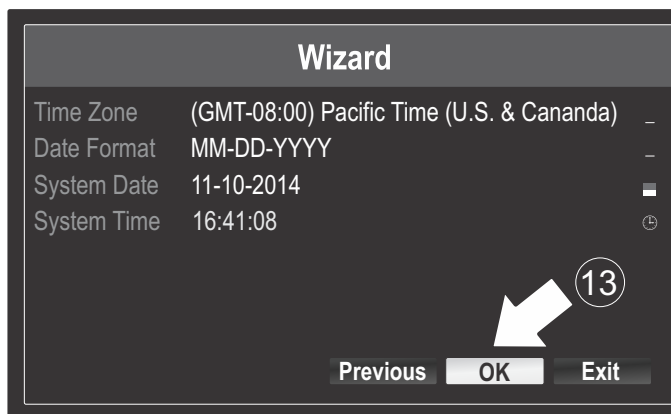 Wizard
Time Zone (GMT-08:00) Pacific Time (U.S. & Cananda) _
Date Format MM-DD-YYYY _
System Date 11-10-2014
System Time 16:41:08
13
Previous OK Exit